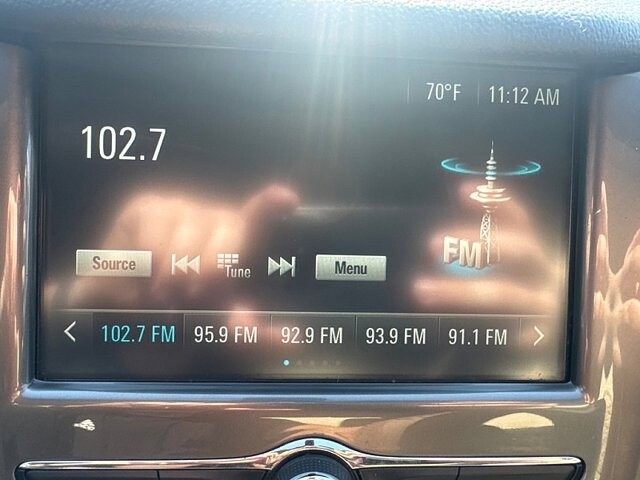 70°F 11:12 AM
102.7
FM
Source Tune Menu
102.7 FM 95.9 FM 92.9 FM 93.9 FM 91.1 FM